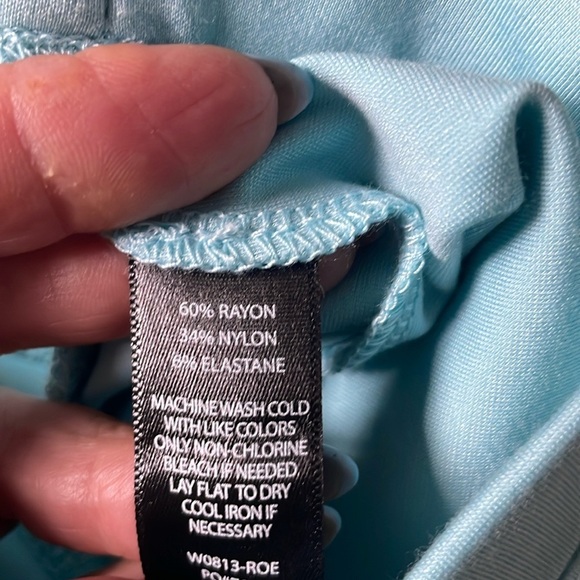 60% RAYON
34% NYLON
6% ELASTANE
MACHINE WASH COLD
WITH LIKE COLORS
ONLY NON-CHLORINE
BLEACH IF NEEDED,
LAY FLAT TO DRY
COOL IRON IF
NECESSARY
W0813-ROE